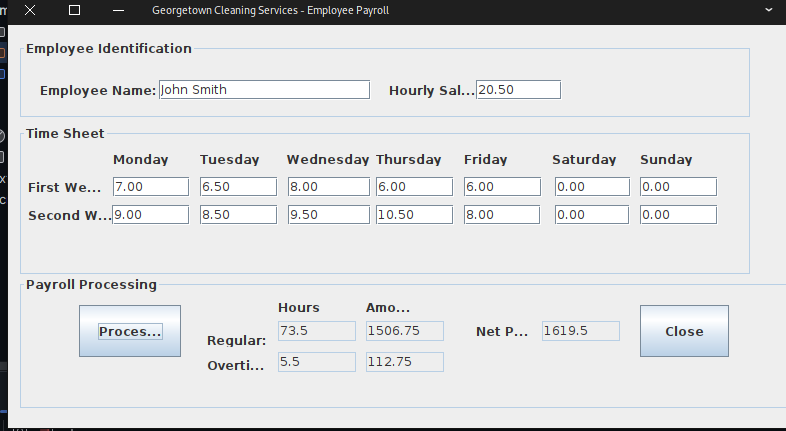 Georgetown Cleaning Services - Employee Payroll
Employee Identification
Employee Name: John Smith Hourly Sal... 20.50
Time Sheet
Monday Tuesday Wednesday Thursday Friday Saturday Sunday
First We... 7.00 6.50 8.00 6.00 6.00 0.00 0.00
Second W... 9.00 8.50 9.50 10.50 8.00 0.00 0.00
Payroll Processing
Hours Amo...
Proces... Regular: 73.5 1506.75 Net P... 1619.5 Close
Overti... 5.5 112.75